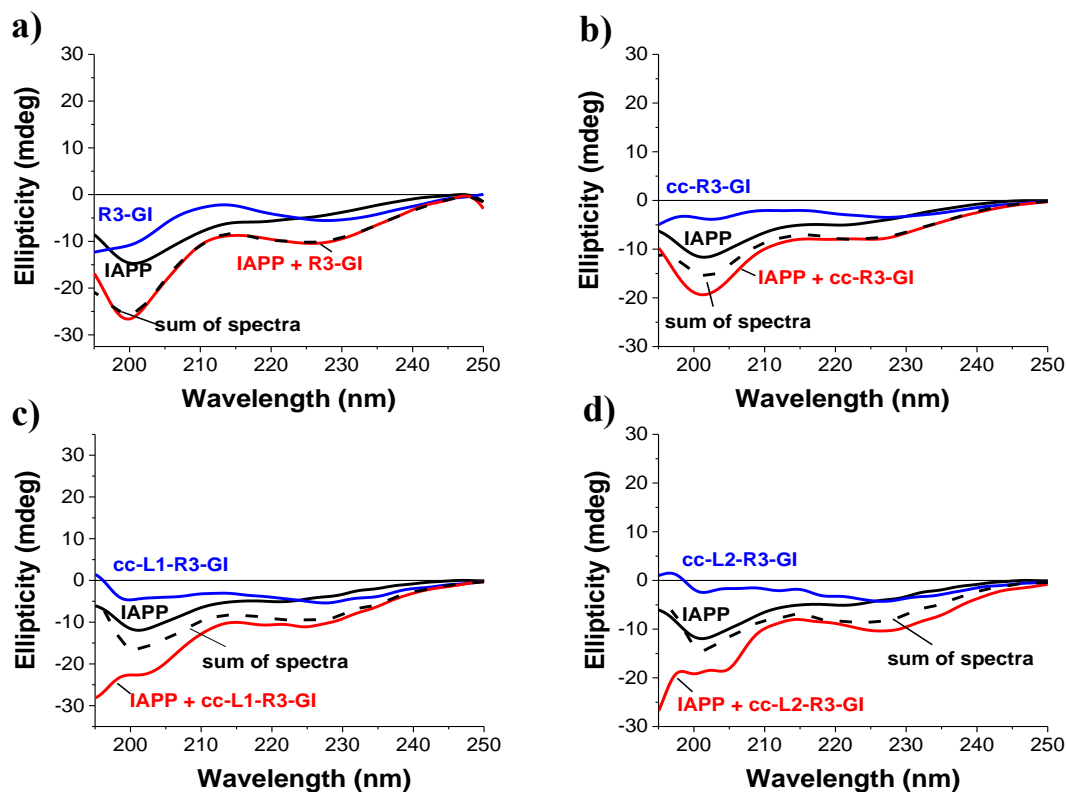 a)
Ellipticity (mdeg)
30
20
10
0
-10
-20
-30
R3-GI
IAPP
IAPP + R3-GI
sum of spectra
200 210 220 230 240 250
Wavelength (nm)
b)
Ellipticity (mdeg)
30
20
10
0
-10
-20
-30
cc-R3-GI
IAPP
IAPP + cc-R3-GI
sum of spectra
200 210 220 230 240 250
Wavelength (nm)
c)
Ellipticity (mdeg)
30
20
10
0
-10
-20
-30
cc-L1-R3-GI
IAPP
sum of spectra
IAPP + cc-L1-R3-GI
200 210 220 230 240 250
Wavelength (nm)
d)
Ellipticity (mdeg)
30
20
10
0
-10
-20
-30
cc-L2-R3-GI
IAPP
sum of spectra
IAPP + cc-L2-R3-GI
200 210 220 230 240 250
Wavelength (nm)